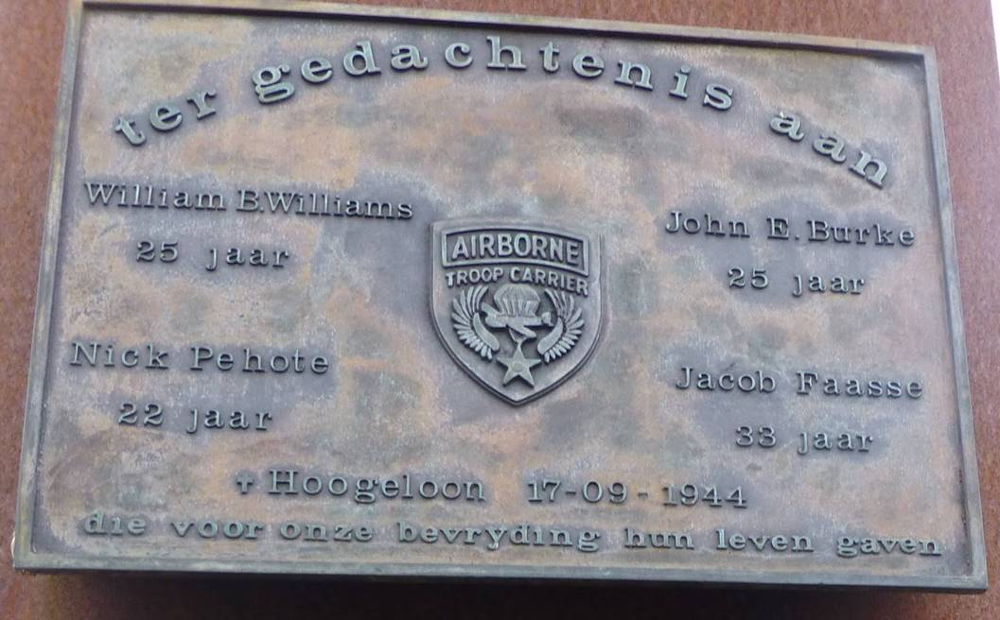 ter gedachtenis aan
William B. Williams
25 jaar
John E. Burke
25 jaar
AIRBORNE
TROOP CARRIER
Nick Pehote
22 jaar
Jacob Faasse
33 jaar
+ Hoogeloon 17-09-1944
die voor onze bevryding hun leven gaven